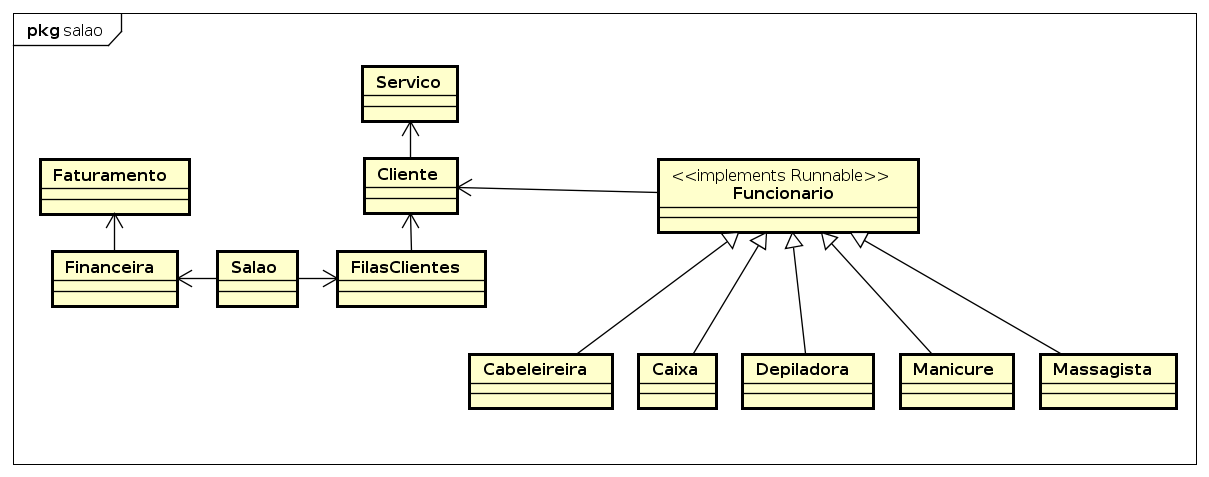 pkg salao
Servico
Faturamento
Cliente
<<implements Runnable>>
Funcionario
Financeira
Salao
FilasClientes
Cabeleireira
Caixa
Depiladora
Manicure
Massagista